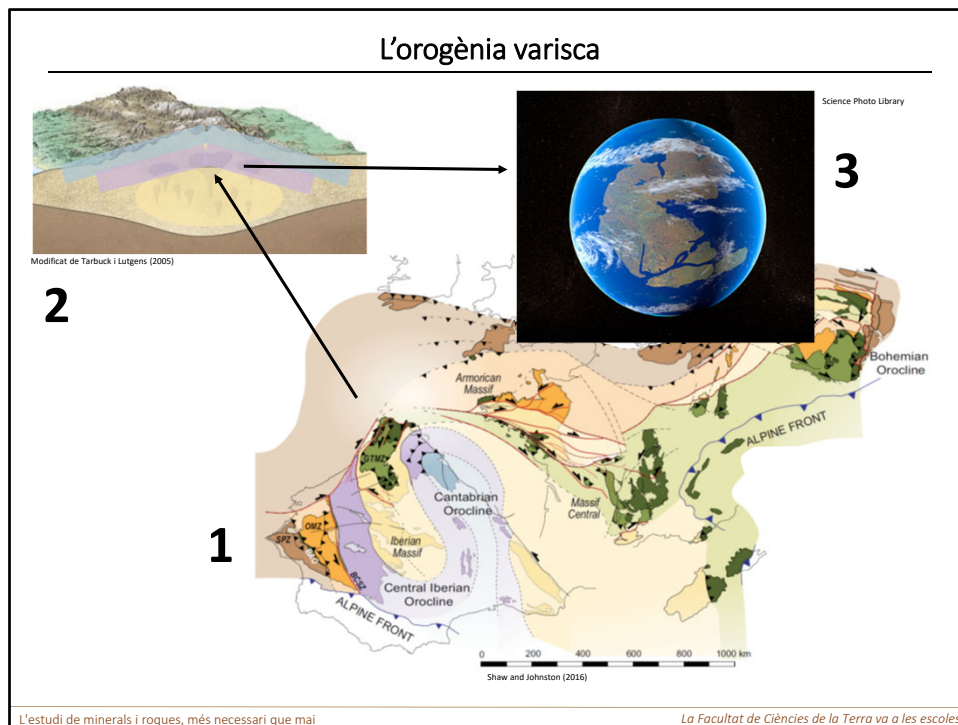 L'orogènia varisca
Science Photo Library
3
Modificat de Tarbuck i Lutgens (2005)
2
Bohemian
Orocline
Armorican
Massif
ALPINE FRONT
GTMZ
Cantabrian
Orocline
Massif
Central
1
SPZ
OMZ
Iberian
Massif
BCSZ
Central Iberian
Orocline
ALPINE FRONT
0 200 400 600 800 1000 km
Shaw and Johnston (2016)
L'estudi de minerals i roques, més necessari que mai
La Facultat de Ciències de la Terra va a les escoles